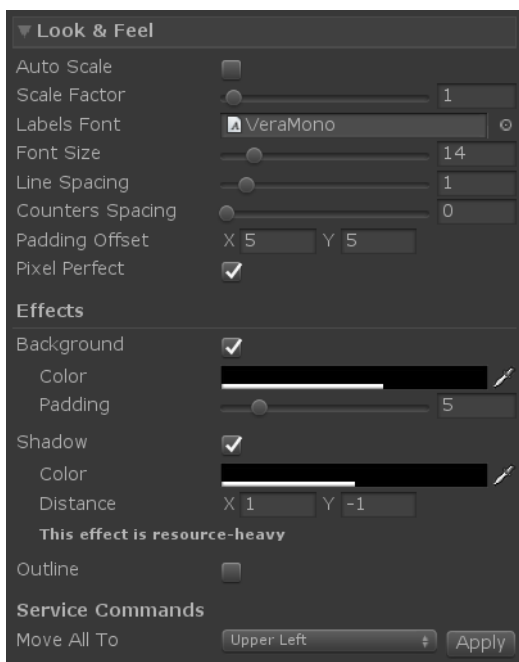 Look & Feel
Auto Scale
Scale Factor 1
Labels Font VeraMono
Font Size 14
Line Spacing 1
Counters Spacing 0
Padding Offset X 5 Y 5
Pixel Perfect
Effects
Background
Color
Padding 5
Shadow
Color
Distance X 1 Y -1
This effect is resource-heavy
Outline
Service Commands
Move All To Upper Left Apply